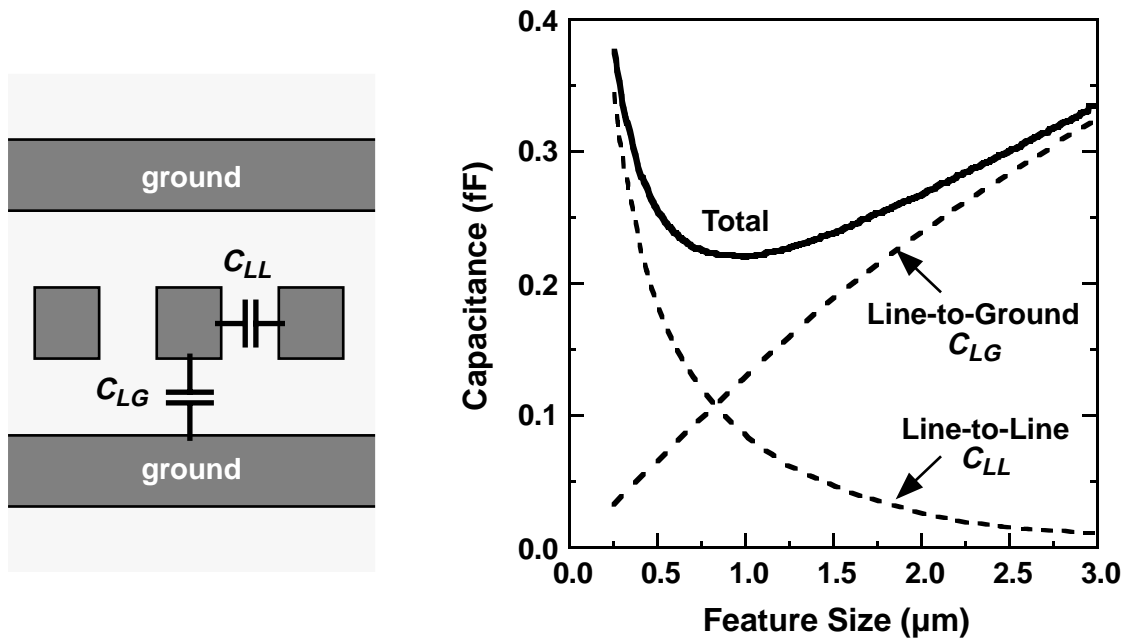 ground
C_LL
C_LG
ground
Capacitance (fF)
0.4
0.3
0.2
0.1
0.0
Total
Line-to-Ground
C_LG
Line-to-Line
C_LL
0.0 0.5 1.0 1.5 2.0 2.5 3.0
Feature Size (µm)